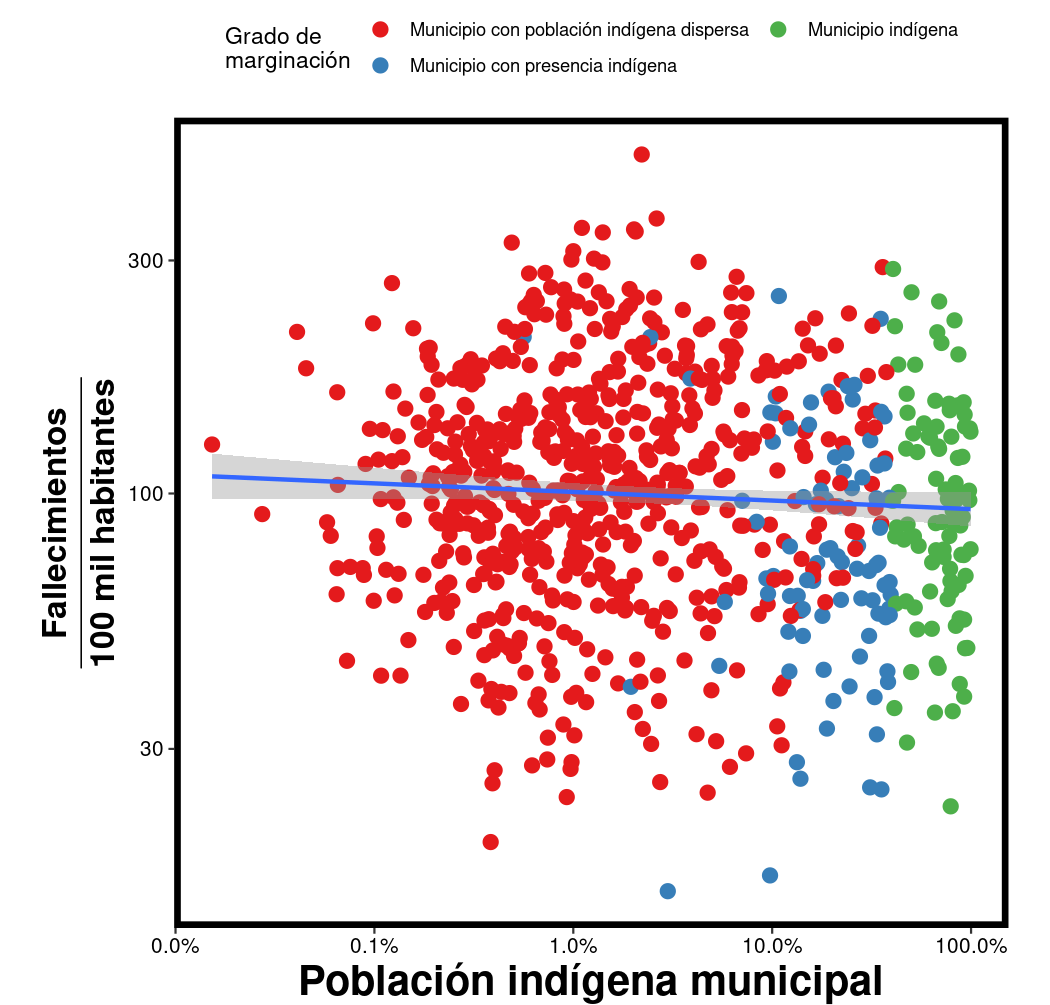 Grado de
marginación
Municipio con población indígena dispersa
Municipio indígena
Municipio con presencia indígena
Fallecimientos
100 mil habitantes
300
100
30
0.0%
0.1%
1.0%
10.0%
100.0%
Población indígena municipal